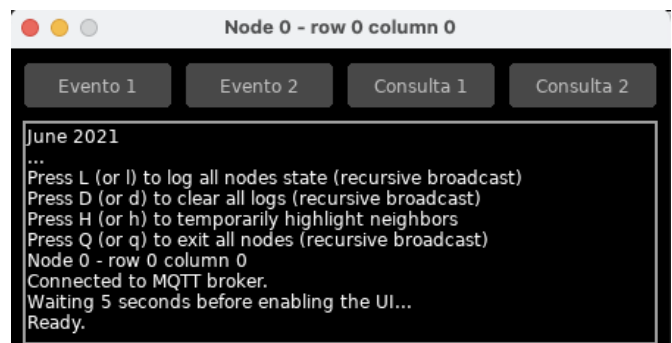 Node 0 - row 0 column 0
Evento 1 Evento 2 Consulta 1 Consulta 2
June 2021
...
Press L (or l) to log all nodes state (recursive broadcast)
Press D (or d) to clear all logs (recursive broadcast)
Press H (or h) to temporarily highlight neighbors
Press Q (or q) to exit all nodes (recursive broadcast)
Node 0 - row 0 column 0
Connected to MQTT broker.
Waiting 5 seconds before enabling the UI...
Ready.